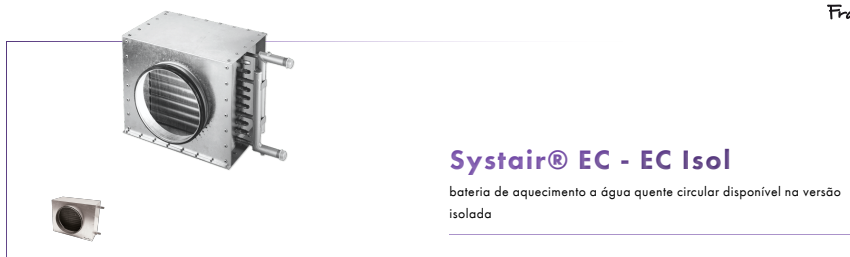 Systair® EC - EC Isol
bateria de aquecimento a água quente circular disponível na versão
isolada